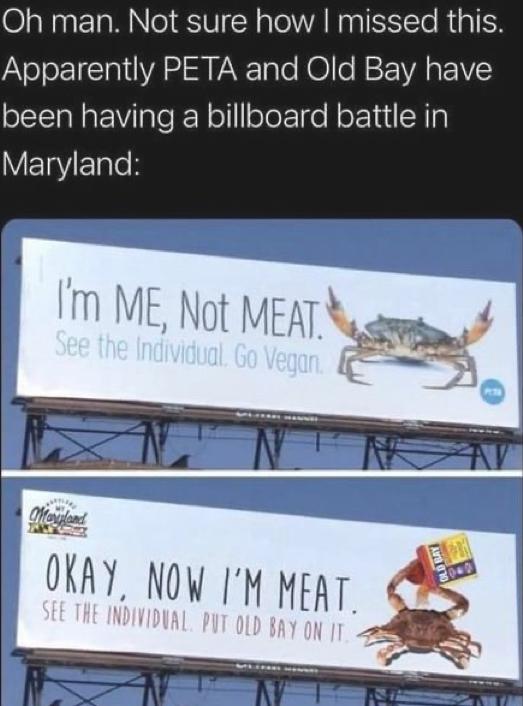 Oh man. Not sure how I missed this.
Apparently PETA and Old Bay have
been having a billboard battle in
Maryland:
I'm ME, Not MEAT.
See the Individual. Go Vegan.
PETA
Maryland
OKAY, NOW I'M MEAT.
SEE THE INDIVIDUAL. PUT OLD BAY ON IT.
OLD BAY